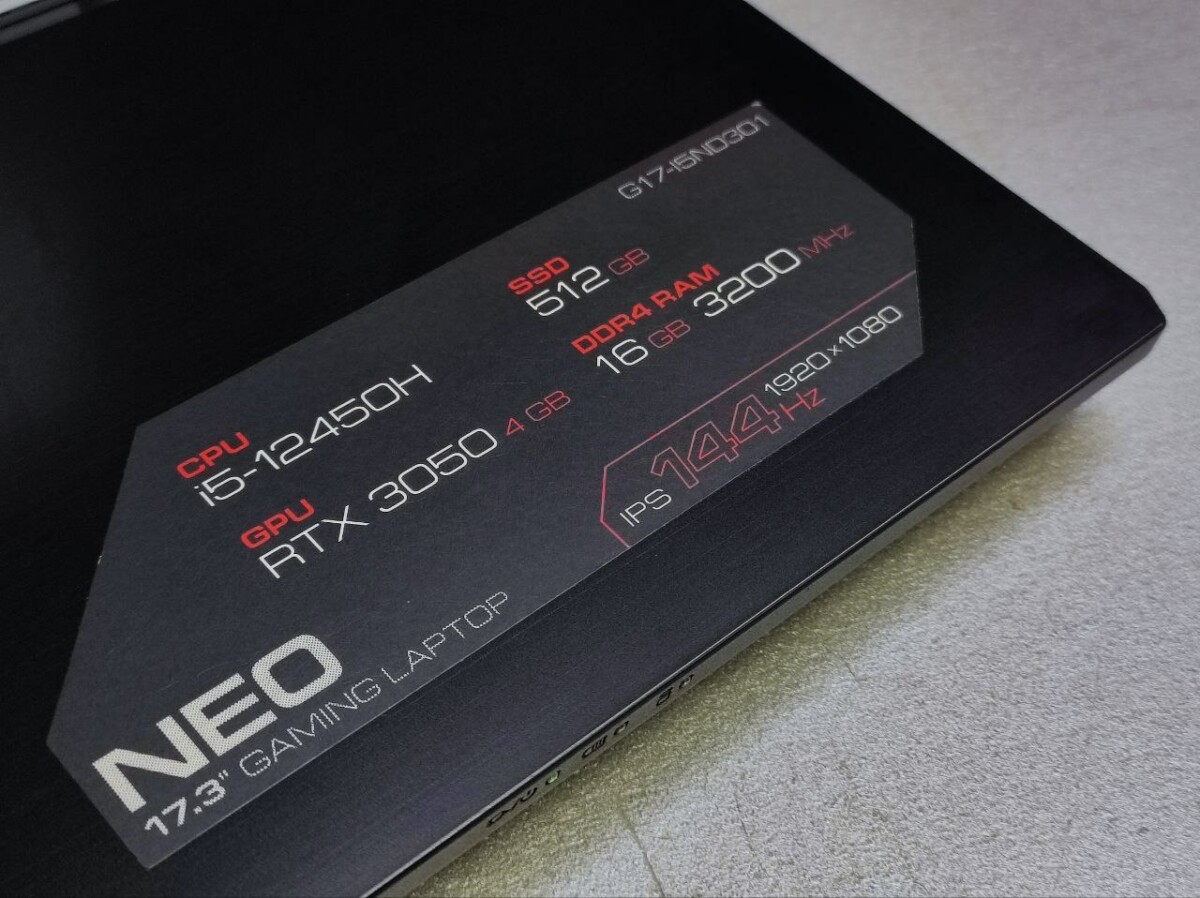 G17-I5ND301
CPU
i5-12450H
GPU
RTX 3050 4 GB
SSD
512 GB
DDR4 RAM
16 GB 3200 MHz
IPS 144 Hz
1920×1080
NEO
17.3" GAMING LAPTOP